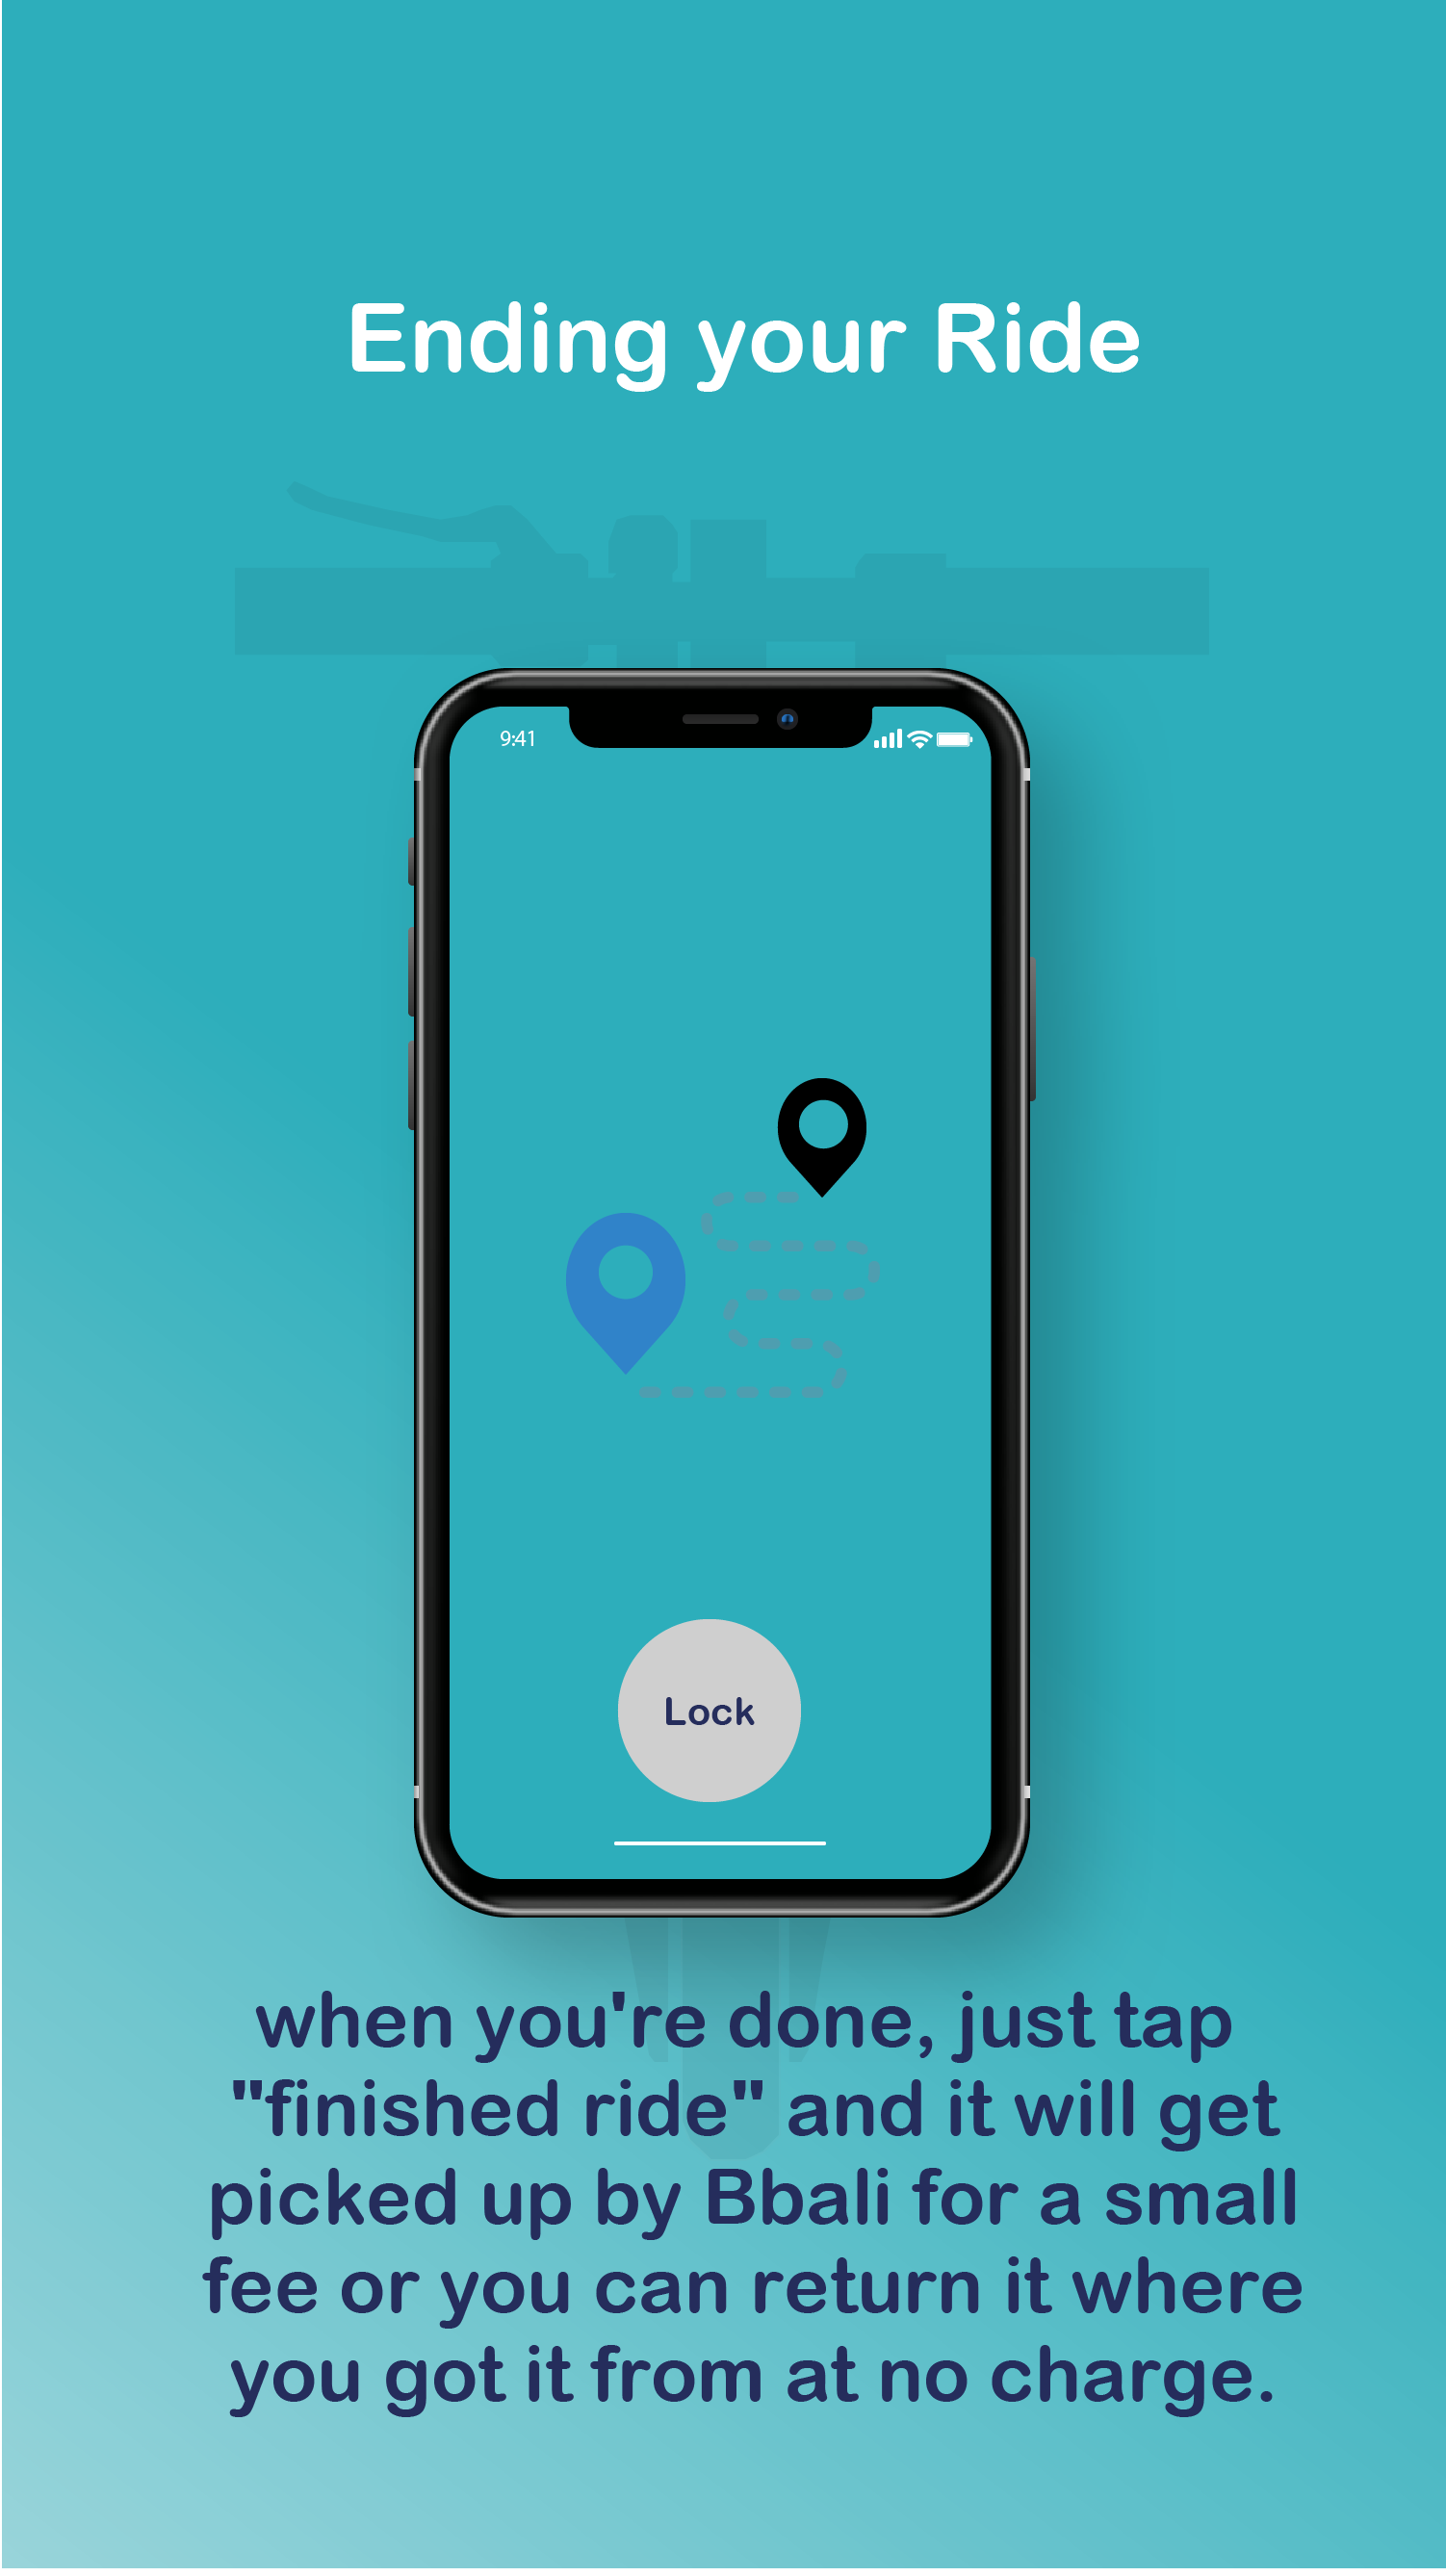 Ending your Ride
9:41
Lock
when you're done, just tap
"finished ride" and it will get
picked up by Bbali for a small
fee or you can return it where
you got it from at no charge.